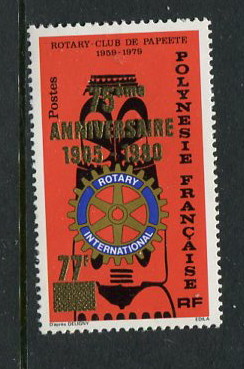 ROTARY-CLUB DE PAPEETE
1959-1979
Postes
75ème
ANNIVERSAIRE
1905 1980
POLYNESIE FRANÇAISE
ROTARY
INTERNATIONAL
77F
RF
D'après DELIGNY
EDILA